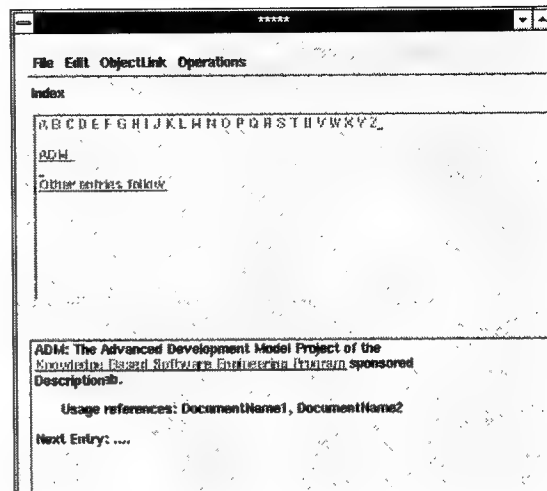 *****
File Edit ObjectLink Operations
Index
A B C D E F G H I J K L M N O P Q R S T U V W X Y Z
ADM
Other entries follow
ADM: The Advanced Development Model Project of the
Knowledge Based Software Engineering Program sponsored
Description.
Usage references: DocumentName1, DocumentName2
Next Entry: ....